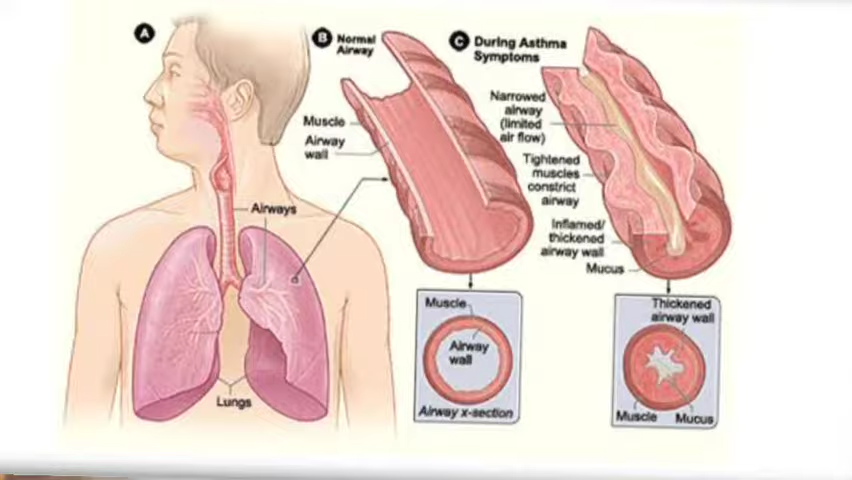 A
Airways
Lungs
B
Normal
Airway
Muscle
Airway
wall
Muscle
Airway
wall
Airway x-section
C
During Asthma
Symptoms
Narrowed
airway
(limited
air flow)
Tightened
muscles
constrict
airway
Inflamed/
thickened
airway wall
Mucus
Thickened
airway wall
Muscle
Mucus